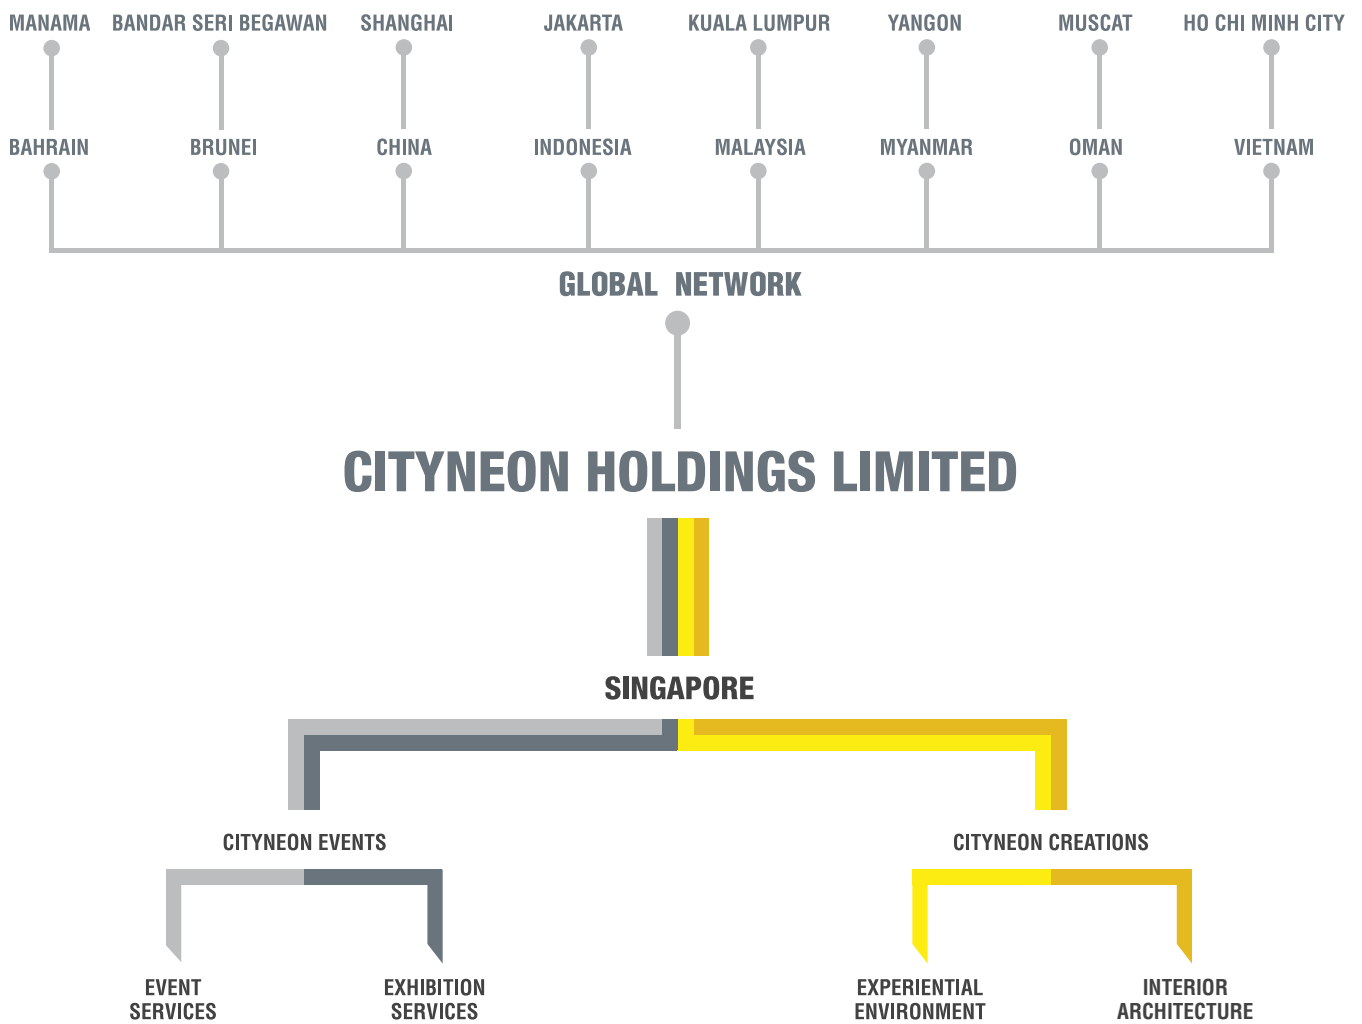 MANAMA BANDAR SERI BEGAWAN SHANGHAI JAKARTA KUALA LUMPUR YANGON MUSCAT HO CHI MINH CITY
BAHRAIN BRUNEI CHINA INDONESIA MALAYSIA MYANMAR OMAN VIETNAM
GLOBAL NETWORK
CITYNEON HOLDINGS LIMITED
SINGAPORE
CITYNEON EVENTS CITYNEON CREATIONS
EVENT
SERVICES
EXHIBITION
SERVICES
EXPERIENTIAL
ENVIRONMENT
INTERIOR
ARCHITECTURE